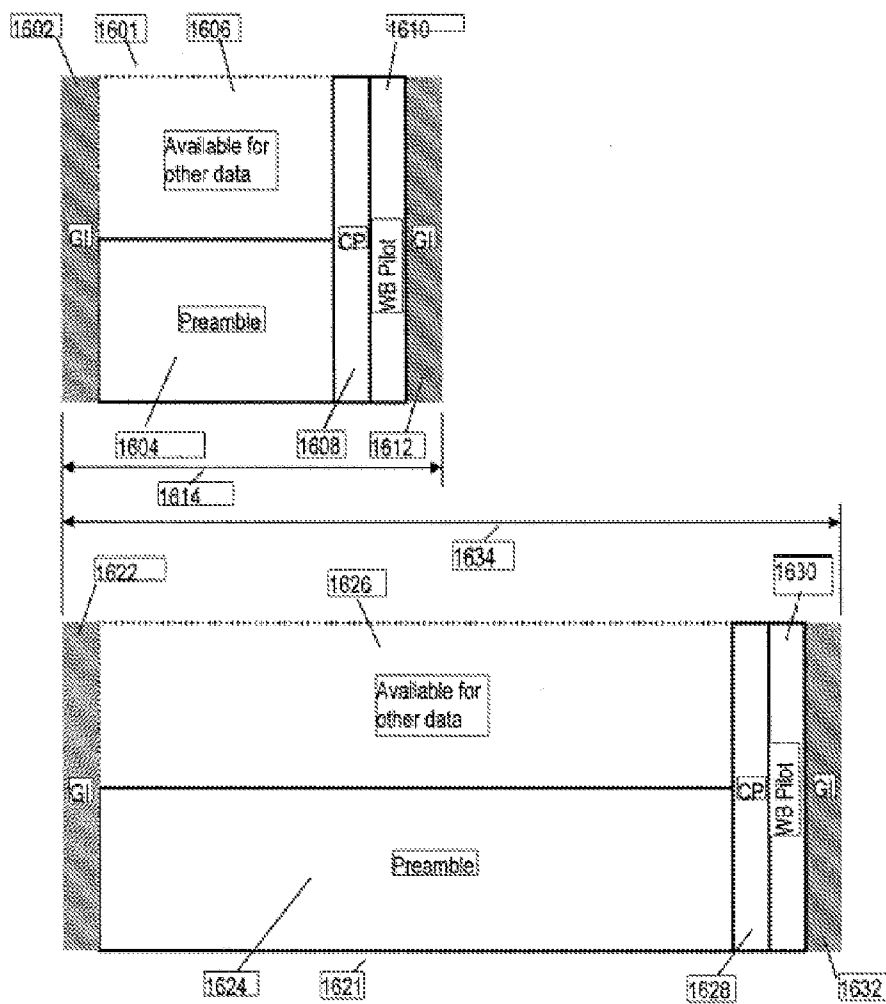 1602
1601
1606
1610
Available for
other data
GI
CP
WB Pilot
GI
Preamble
1604
1608
1612
1614
1634
1622
1626
1630
Available for
other data
GI
CP
WB Pilot
GI
Preamble
1624
1621
1628
1632